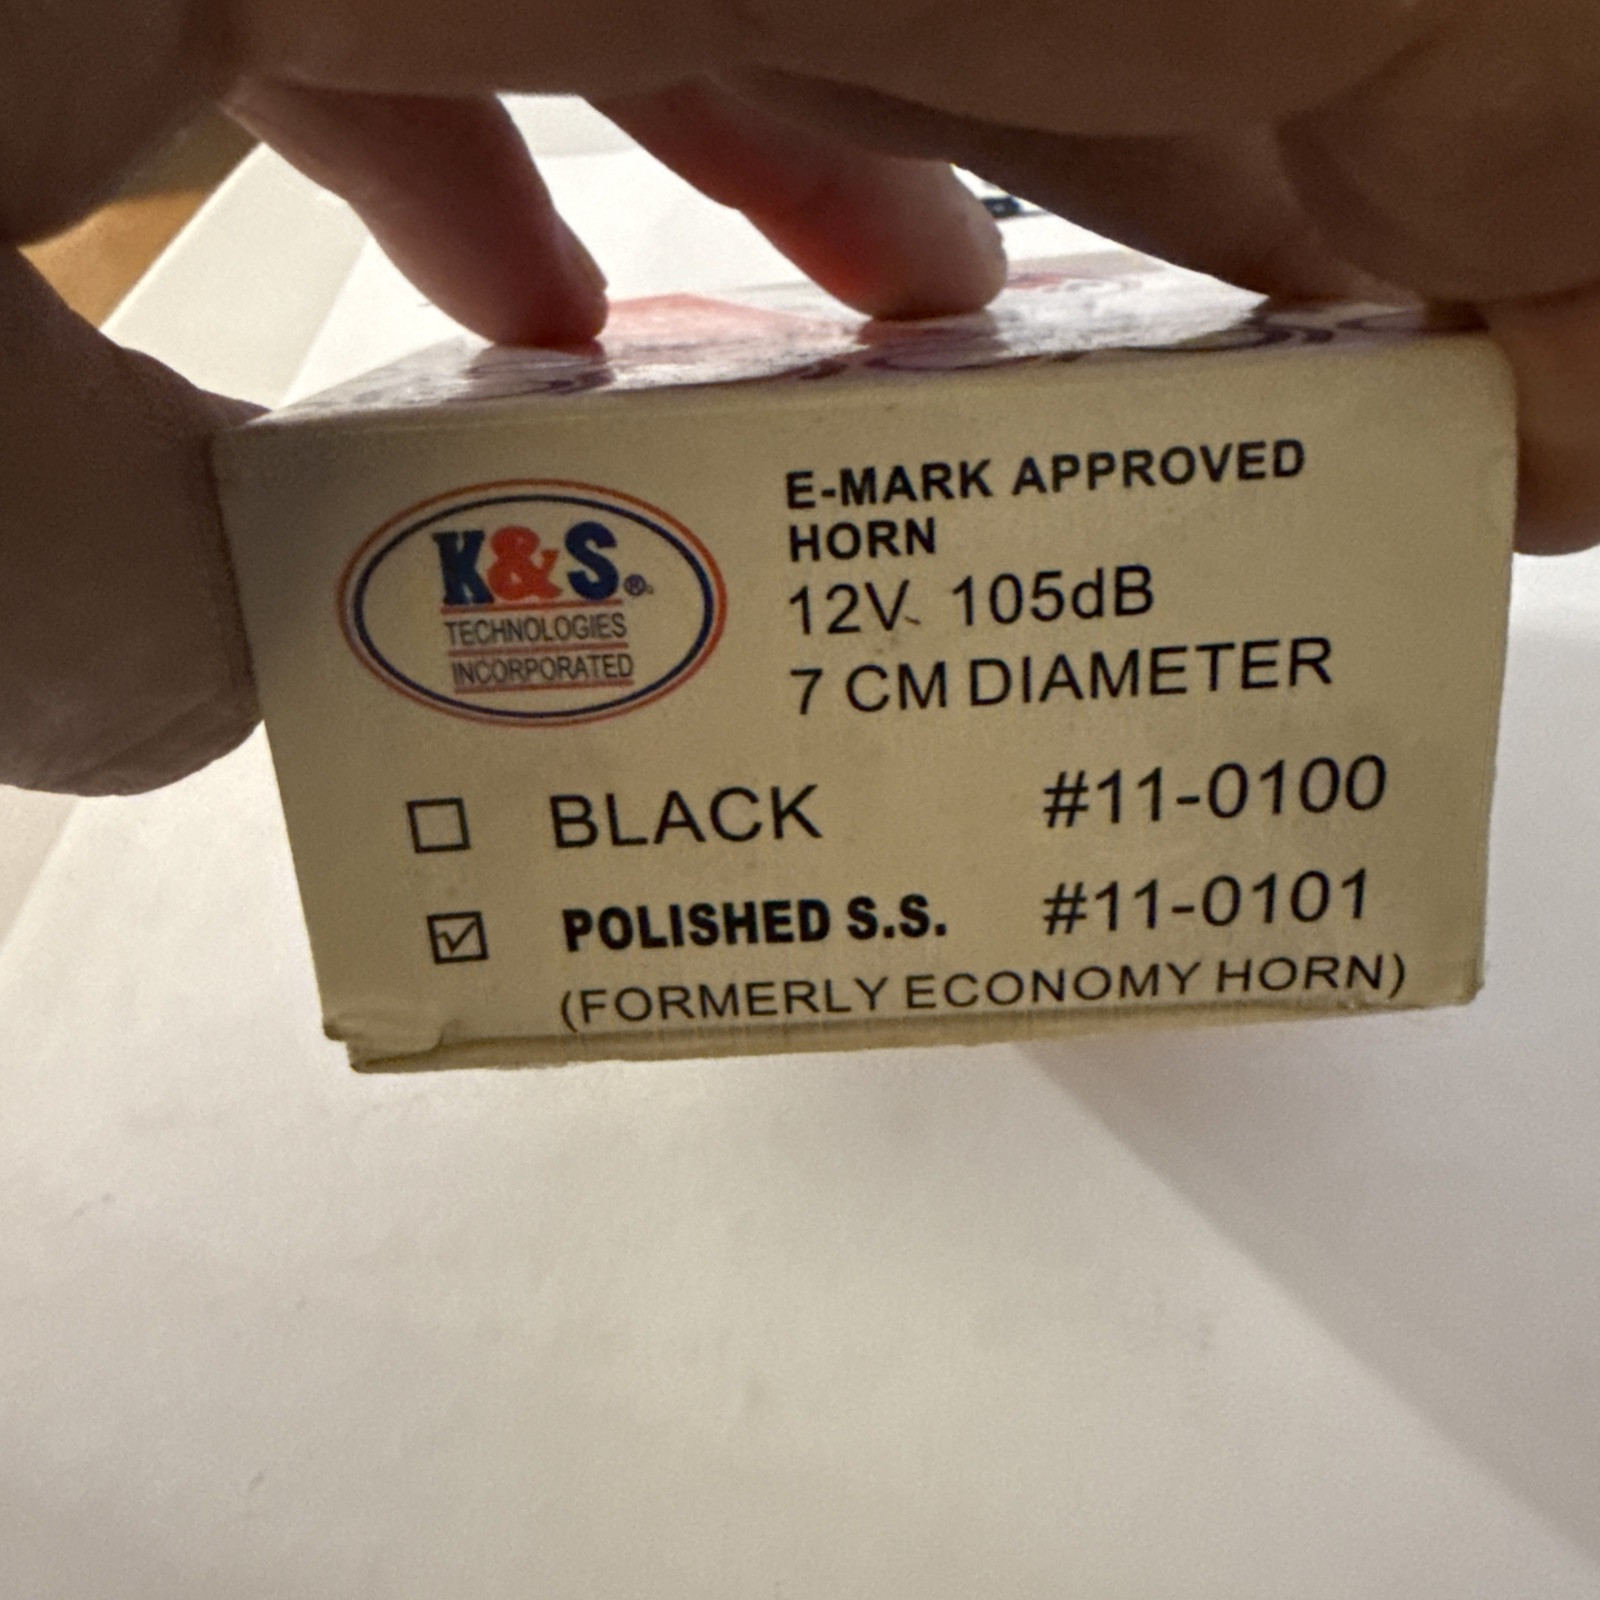 K&S®
TECHNOLOGIES
INCORPORATED
E-MARK APPROVED
HORN
12V. 105dB
7 CM DIAMETER
☐ BLACK #11-0100
☑ POLISHED S.S. #11-0101
(FORMERLY ECONOMY HORN)